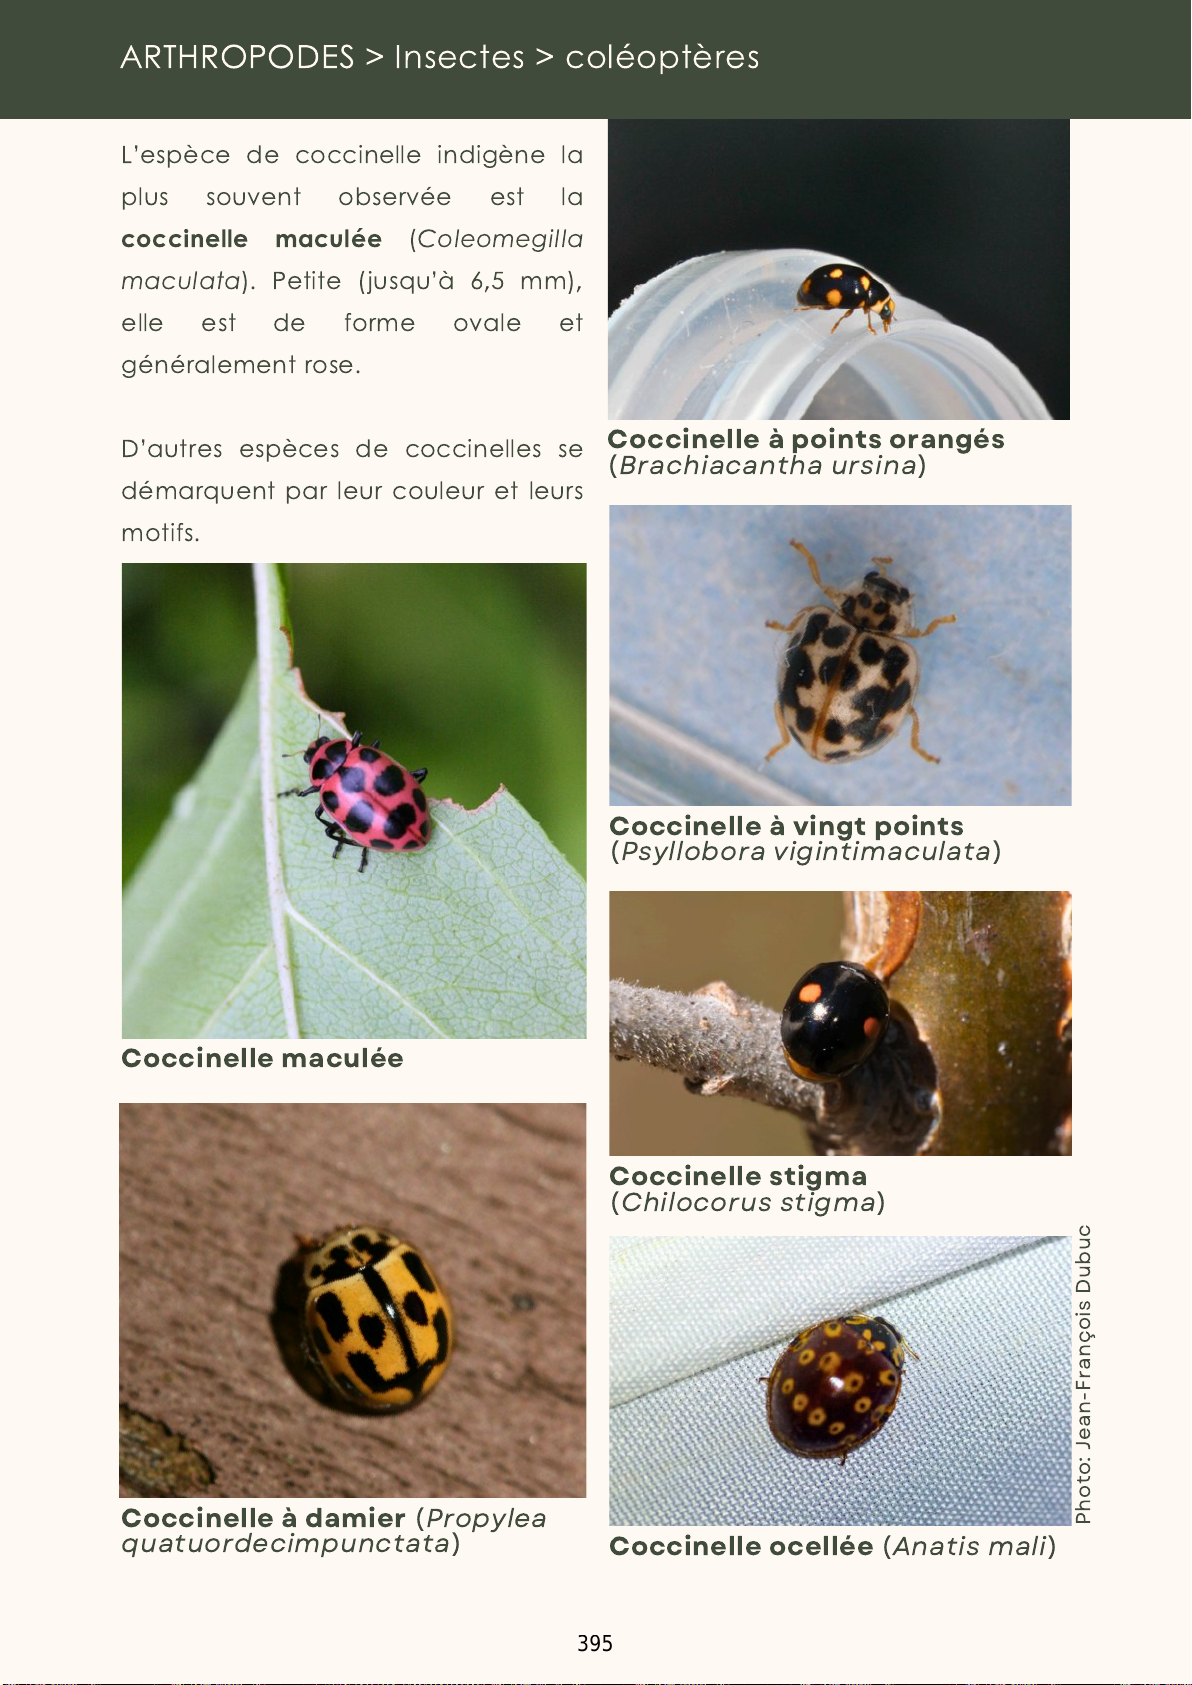 ARTHROPODES > Insectes > coléoptères
L'espèce de coccinelle indigène la
plus souvent observée est la
coccinelle maculée (Coleomegilla
maculata). Petite (jusqu'à 6,5 mm),
elle est de forme ovale et
généralement rose.
D'autres espèces de coccinelles se
démarquent par leur couleur et leurs
motifs.
Coccinelle maculée
Coccinelle à damier (Propylea
quatuordecimpunctata)
Coccinelle à points orangés
(Brachiacantha ursina)
Coccinelle à vingt points
(Psyllobora vigintimaculata)
Coccinelle stigma
(Chilocorus stigma)
Photo: Jean-François Dubuc
Coccinelle ocellée (Anatis mali)
395